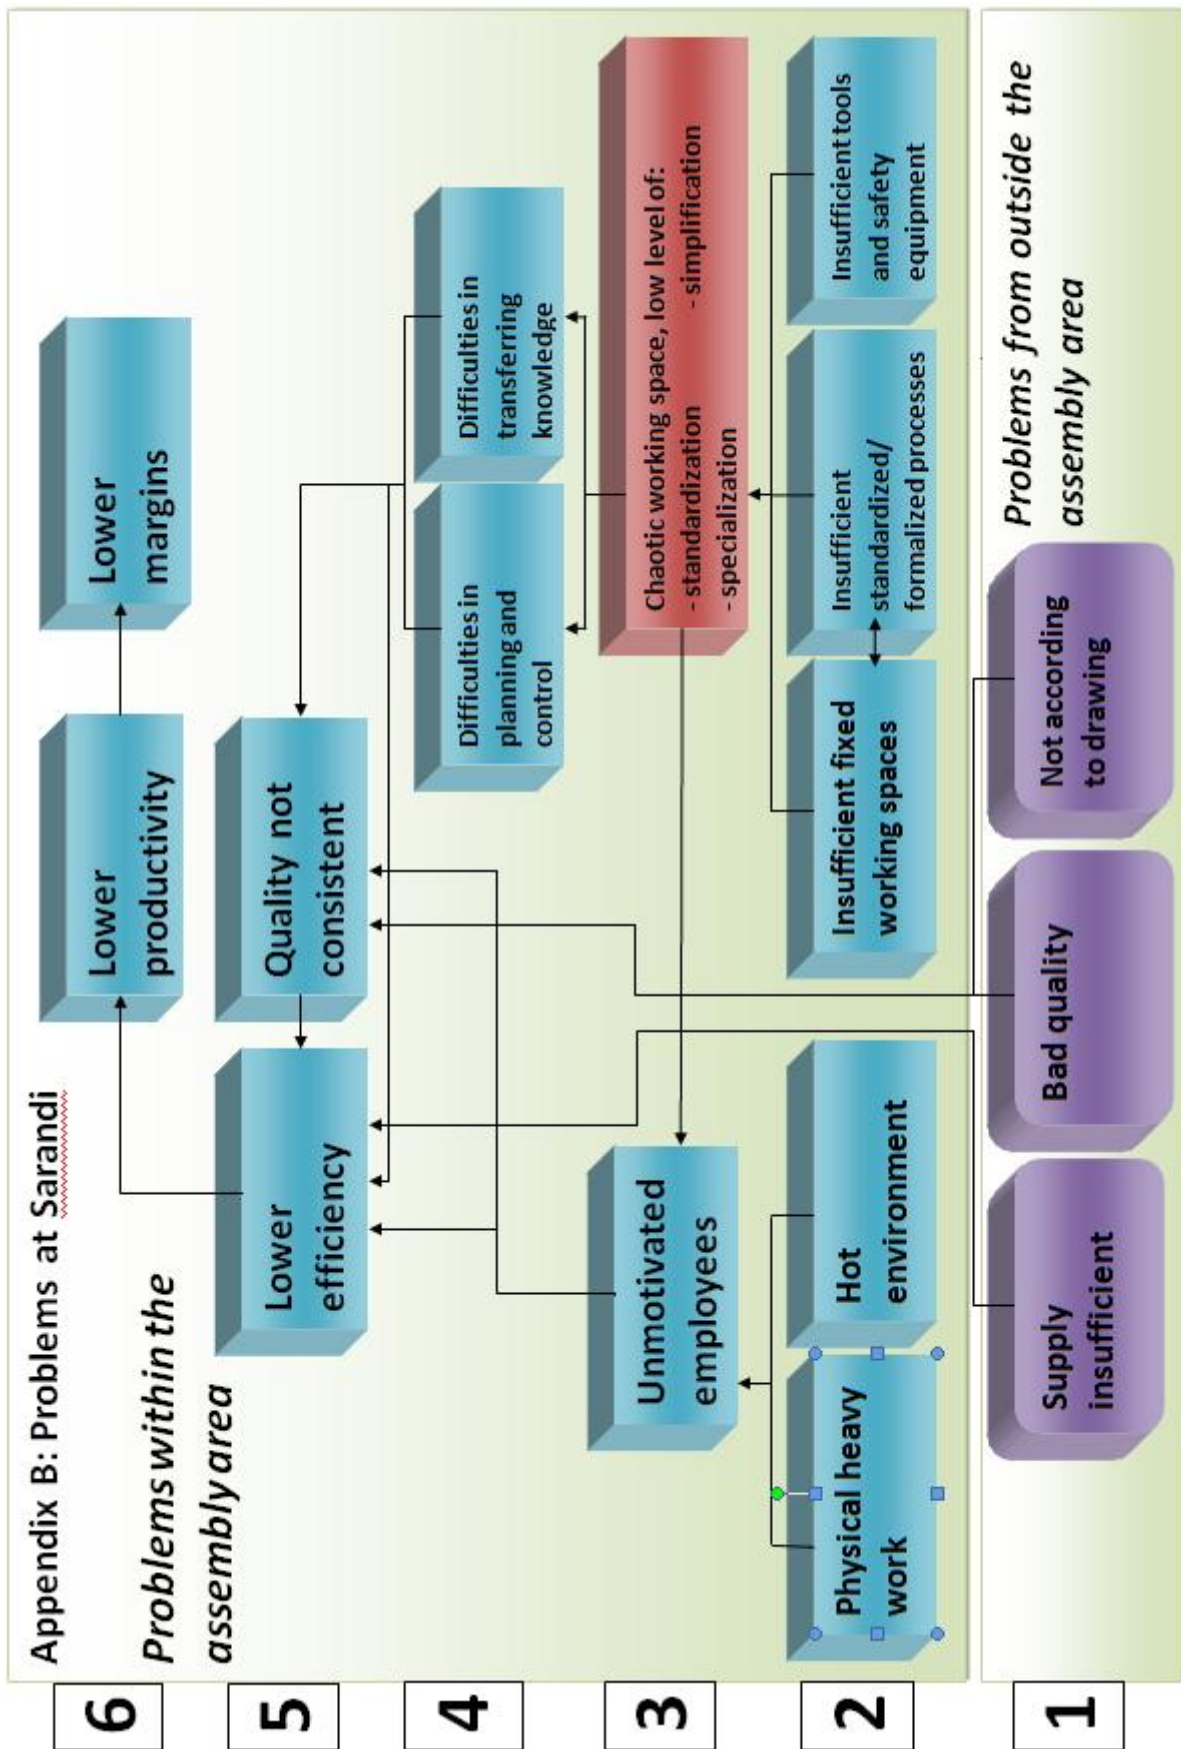 Appendix B: Problems at Sarandi
Problems within the
assembly area
6
Lower
productivity
Lower
margins
5
Lower
efficiency
Quality not
consistent
4
Difficulties in
planning and
control
Difficulties in
transferring
knowledge
3
Unmotivated
employees
Chaotic working space, low level of:
- standardization - simplification
- specialization
2
Physical heavy
work
Hot
environment
Insufficient fixed
working spaces
Insufficient
standardized/
formalized processes
Insufficient tools
and safety
equipment
1
Supply
insufficient
Bad quality
Not according
to drawing
Problems from outside the
assembly area